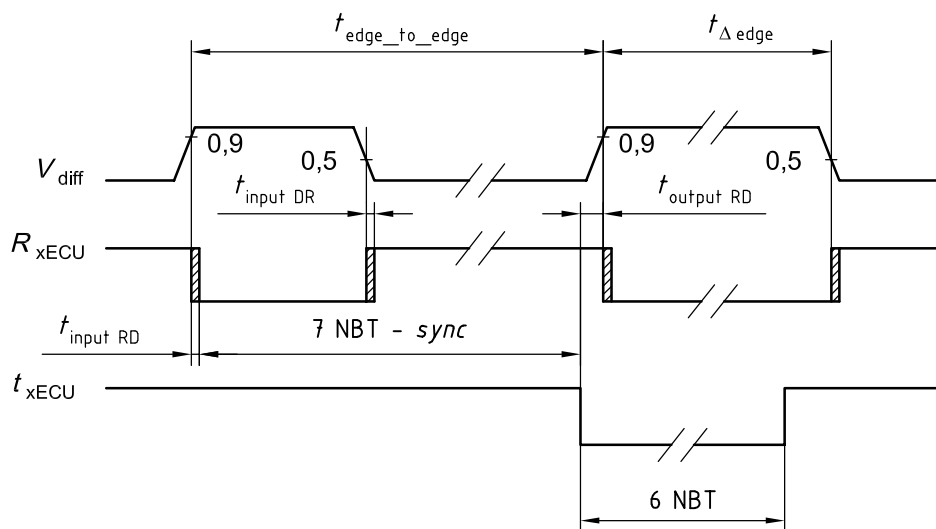 t edge_to_edge
t Δ edge
0,9
0,5
0,9
0,5
V diff
t input DR
t output RD
R xECU
t input RD
7 NBT - sync
t xECU
6 NBT